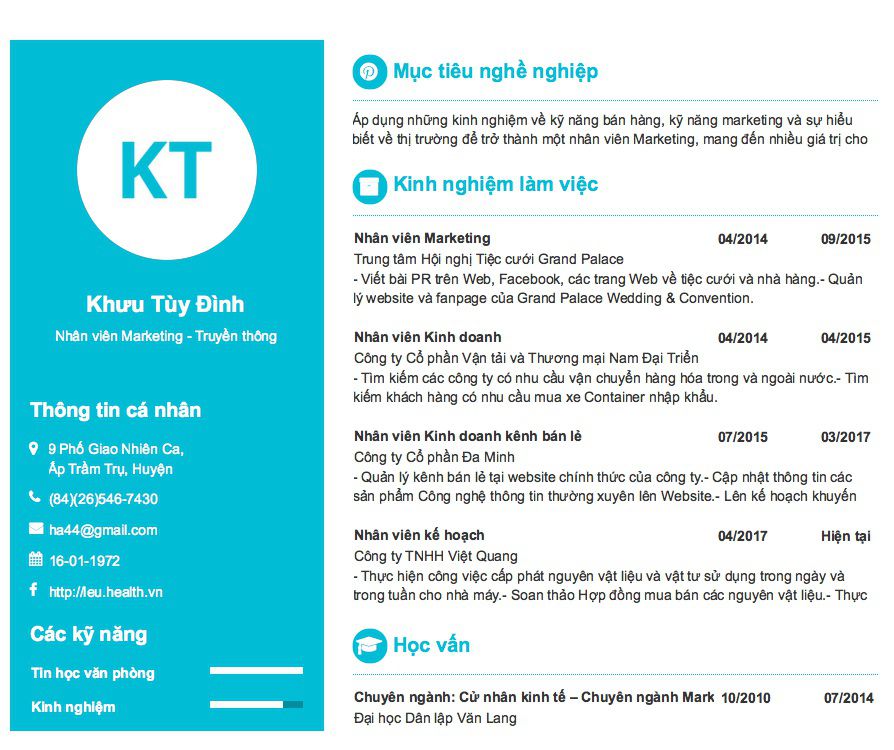 KT
Khưu Tùy Đình
Nhân viên Marketing - Truyền thông
Thông tin cá nhân
9 Phố Giao Nhiên Ca,
Ấp Trầm Trụ, Huyện
(84)(26)546-7430
ha44@gmail.com
16-01-1972
http://leu.health.vn
Các kỹ năng
Tin học văn phòng
Kinh nghiệm
Mục tiêu nghề nghiệp
Áp dụng những kinh nghiệm về kỹ năng bán hàng, kỹ năng marketing và sự hiểu
biết về thị trường để trở thành một nhân viên Marketing, mang đến nhiều giá trị cho
Kinh nghiệm làm việc
Nhân viên Marketing 04/2014 09/2015
Trung tâm Hội nghị Tiệc cưới Grand Palace
- Viết bài PR trên Web, Facebook, các trang Web về tiệc cưới và nhà hàng.- Quản
lý website và fanpage của Grand Palace Wedding & Convention.
Nhân viên Kinh doanh 04/2014 04/2015
Công ty Cổ phần Vận tải và Thương mại Nam Đại Triển
- Tìm kiếm các công ty có nhu cầu vận chuyển hàng hóa trong và ngoài nước.- Tìm
kiếm khách hàng có nhu cầu mua xe Container nhập khẩu.
Nhân viên Kinh doanh kênh bán lẻ 07/2015 03/2017
Công ty Cổ phần Đa Minh
- Quản lý kênh bán lẻ tại website chính thức của công ty.- Cập nhật thông tin các
sản phẩm Công nghệ thông tin thường xuyên lên Website.- Lên kế hoạch khuyến
Nhân viên kế hoạch 04/2017 Hiện tại
Công ty TNHH Việt Quang
- Thực hiện công việc cấp phát nguyên vật liệu và vật tư sử dụng trong ngày và
trong tuần cho nhà máy.- Soan thảo Hợp đồng mua bán các nguyên vật liệu.- Thực
Học vấn
Chuyên ngành: Cử nhân kinh tế – Chuyên ngành Mark 10/2010 07/2014
Đại học Dân lập Văn Lang